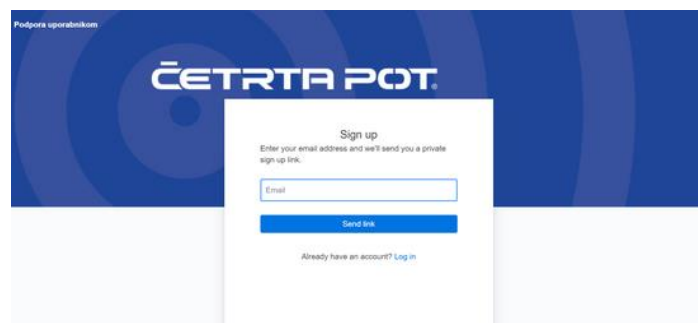 Podpora uporabnikom
ČETRTA POT.
Sign up
Enter your email address and we'll send you a private
sign up link.
Email
Send link
Already have an account? Log in